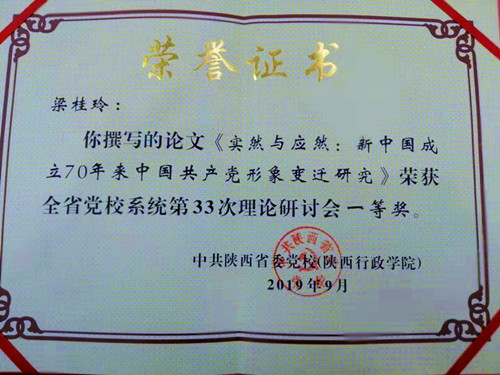 荣誉证书
梁桂玲：
你撰写的论文《实然与应然：新中国成
立70年来中国共产党形象变迁研究》荣获
全省党校系统第33次理论研讨会一等奖。
中共陕西省委党校(陕西行政学院)
2019年9月